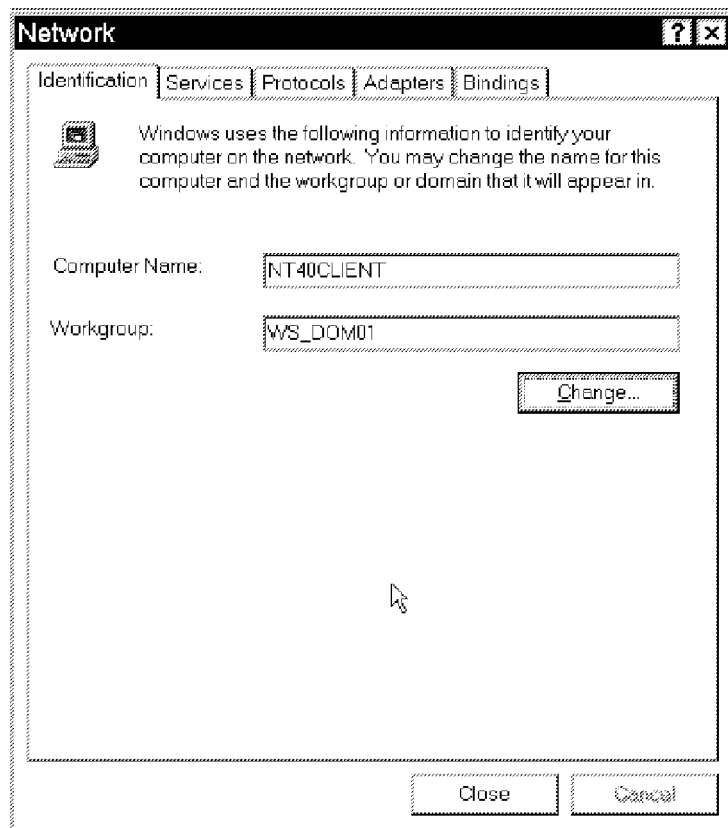 Network
Identification Services Protocols Adapters Bindings
Windows uses the following information to identify your
computer on the network. You may change the name for this
computer and the workgroup or domain that it will appear in.
Computer Name: NT40CLIENT
Workgroup: WS_DOM01
Change...
Close Cancel